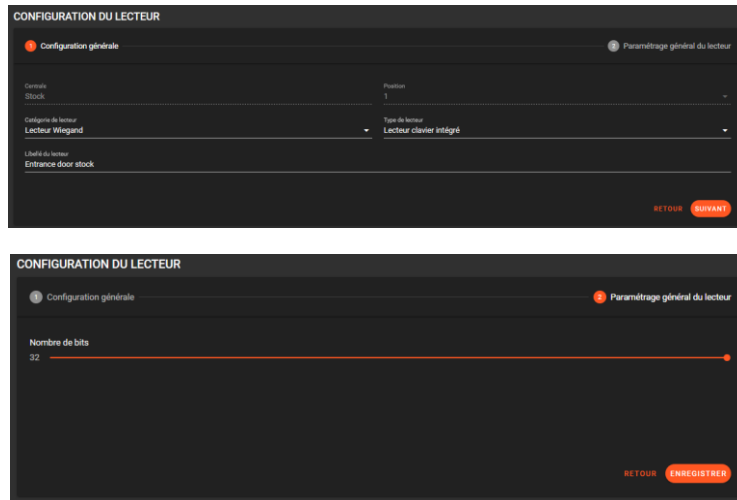 CONFIGURATION DU LECTEUR
1 Configuration générale
Paramétrage général du lecteur
Centrale Position
Stock 1
Catégorie de lecteur Type de lecteur
Lecteur Wiegand Lecteur clavier intégré
Libellé du lecteur
Entrance door stock
RETOUR SUIVANT
CONFIGURATION DU LECTEUR
1 Configuration générale
2 Paramétrage général du lecteur
Nombre de bits
32
RETOUR ENREGISTRER